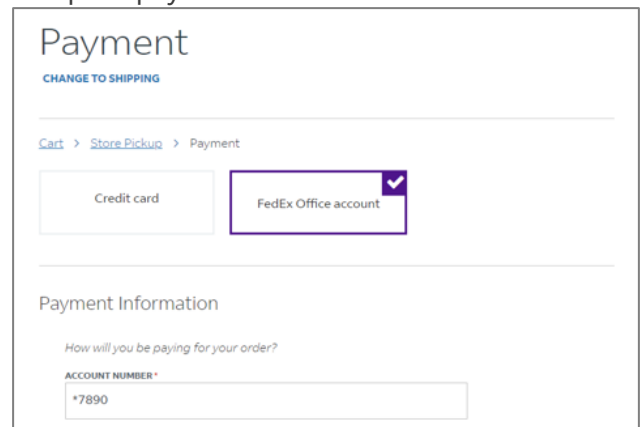 Payment
CHANGE TO SHIPPING
Cart > Store Pickup > Payment
Credit card
FedEx Office account
Payment Information
How will you be paying for your order?
ACCOUNT NUMBER*
*7890